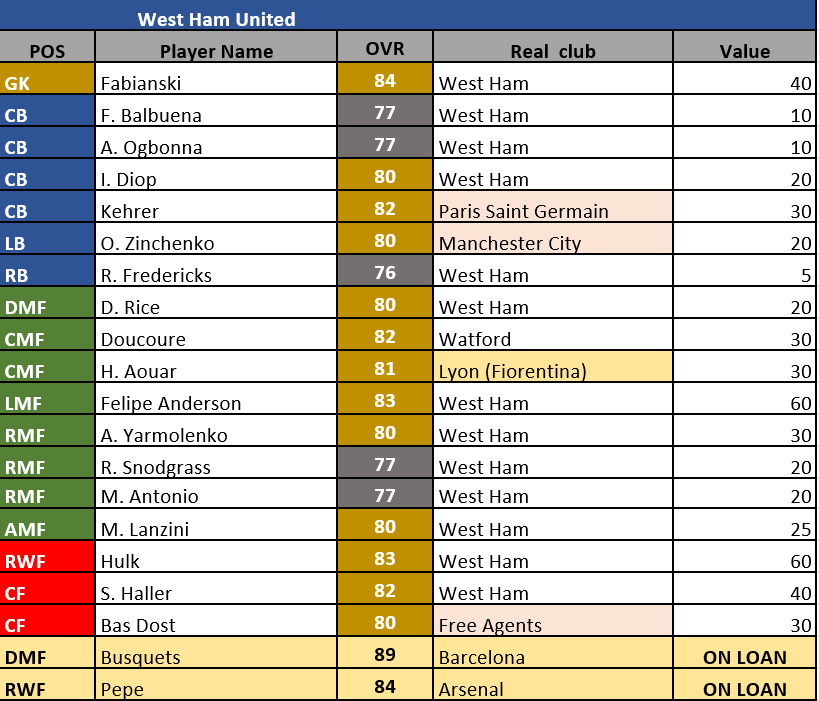 West Ham United
POS Player Name OVR Real club Value
GK Fabianski 84 West Ham 40
CB F. Balbuena 77 West Ham 10
CB A. Ogbonna 77 West Ham 10
CB I. Diop 80 West Ham 20
CB Kehrer 82 Paris Saint Germain 30
LB O. Zinchenko 80 Manchester City 20
RB R. Fredericks 76 West Ham 5
DMF D. Rice 80 West Ham 20
CMF Doucoure 82 Watford 30
CMF H. Aouar 81 Lyon (Fiorentina) 30
LMF Felipe Anderson 83 West Ham 60
RMF A. Yarmolenko 80 West Ham 30
RMF R. Snodgrass 77 West Ham 20
RMF M. Antonio 77 West Ham 20
AMF M. Lanzini 80 West Ham 25
RWF Hulk 83 West Ham 60
CF S. Haller 82 West Ham 40
CF Bas Dost 80 Free Agents 30
DMF Busquets 89 Barcelona ON LOAN
RWF Pepe 84 Arsenal ON LOAN